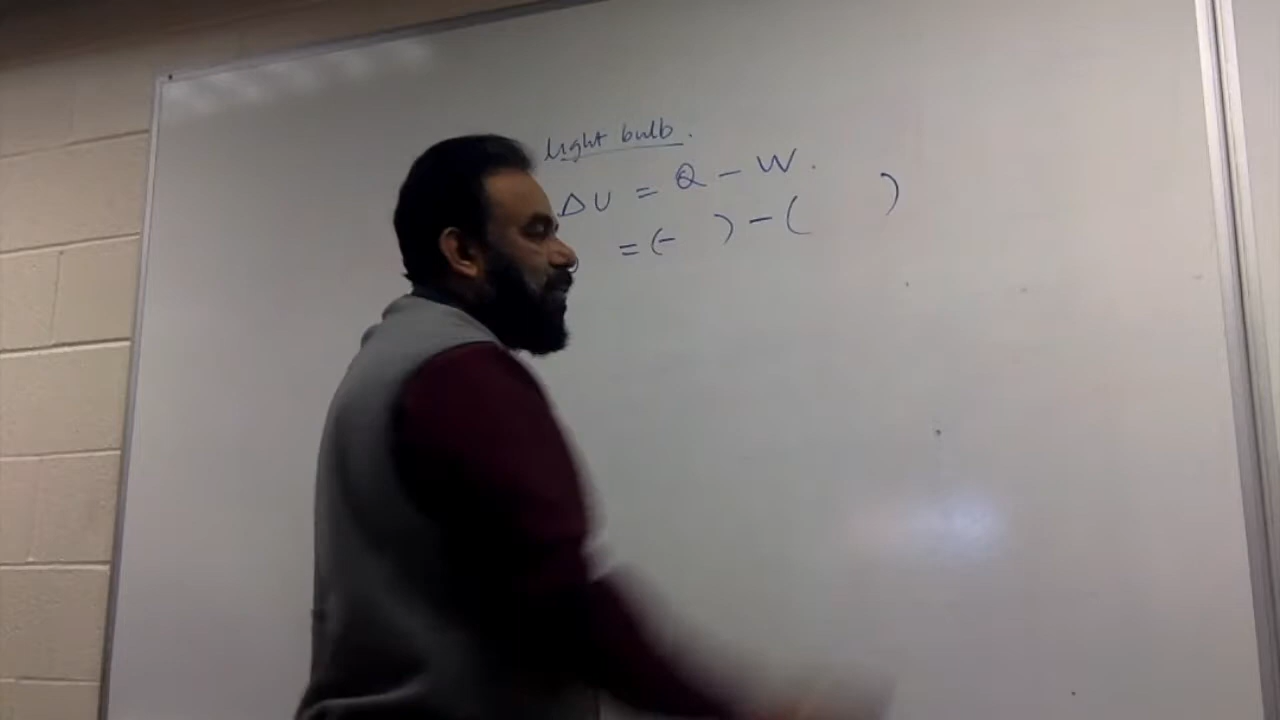 light bulb.
ΔU = Q - W.
= (- ) - ( )